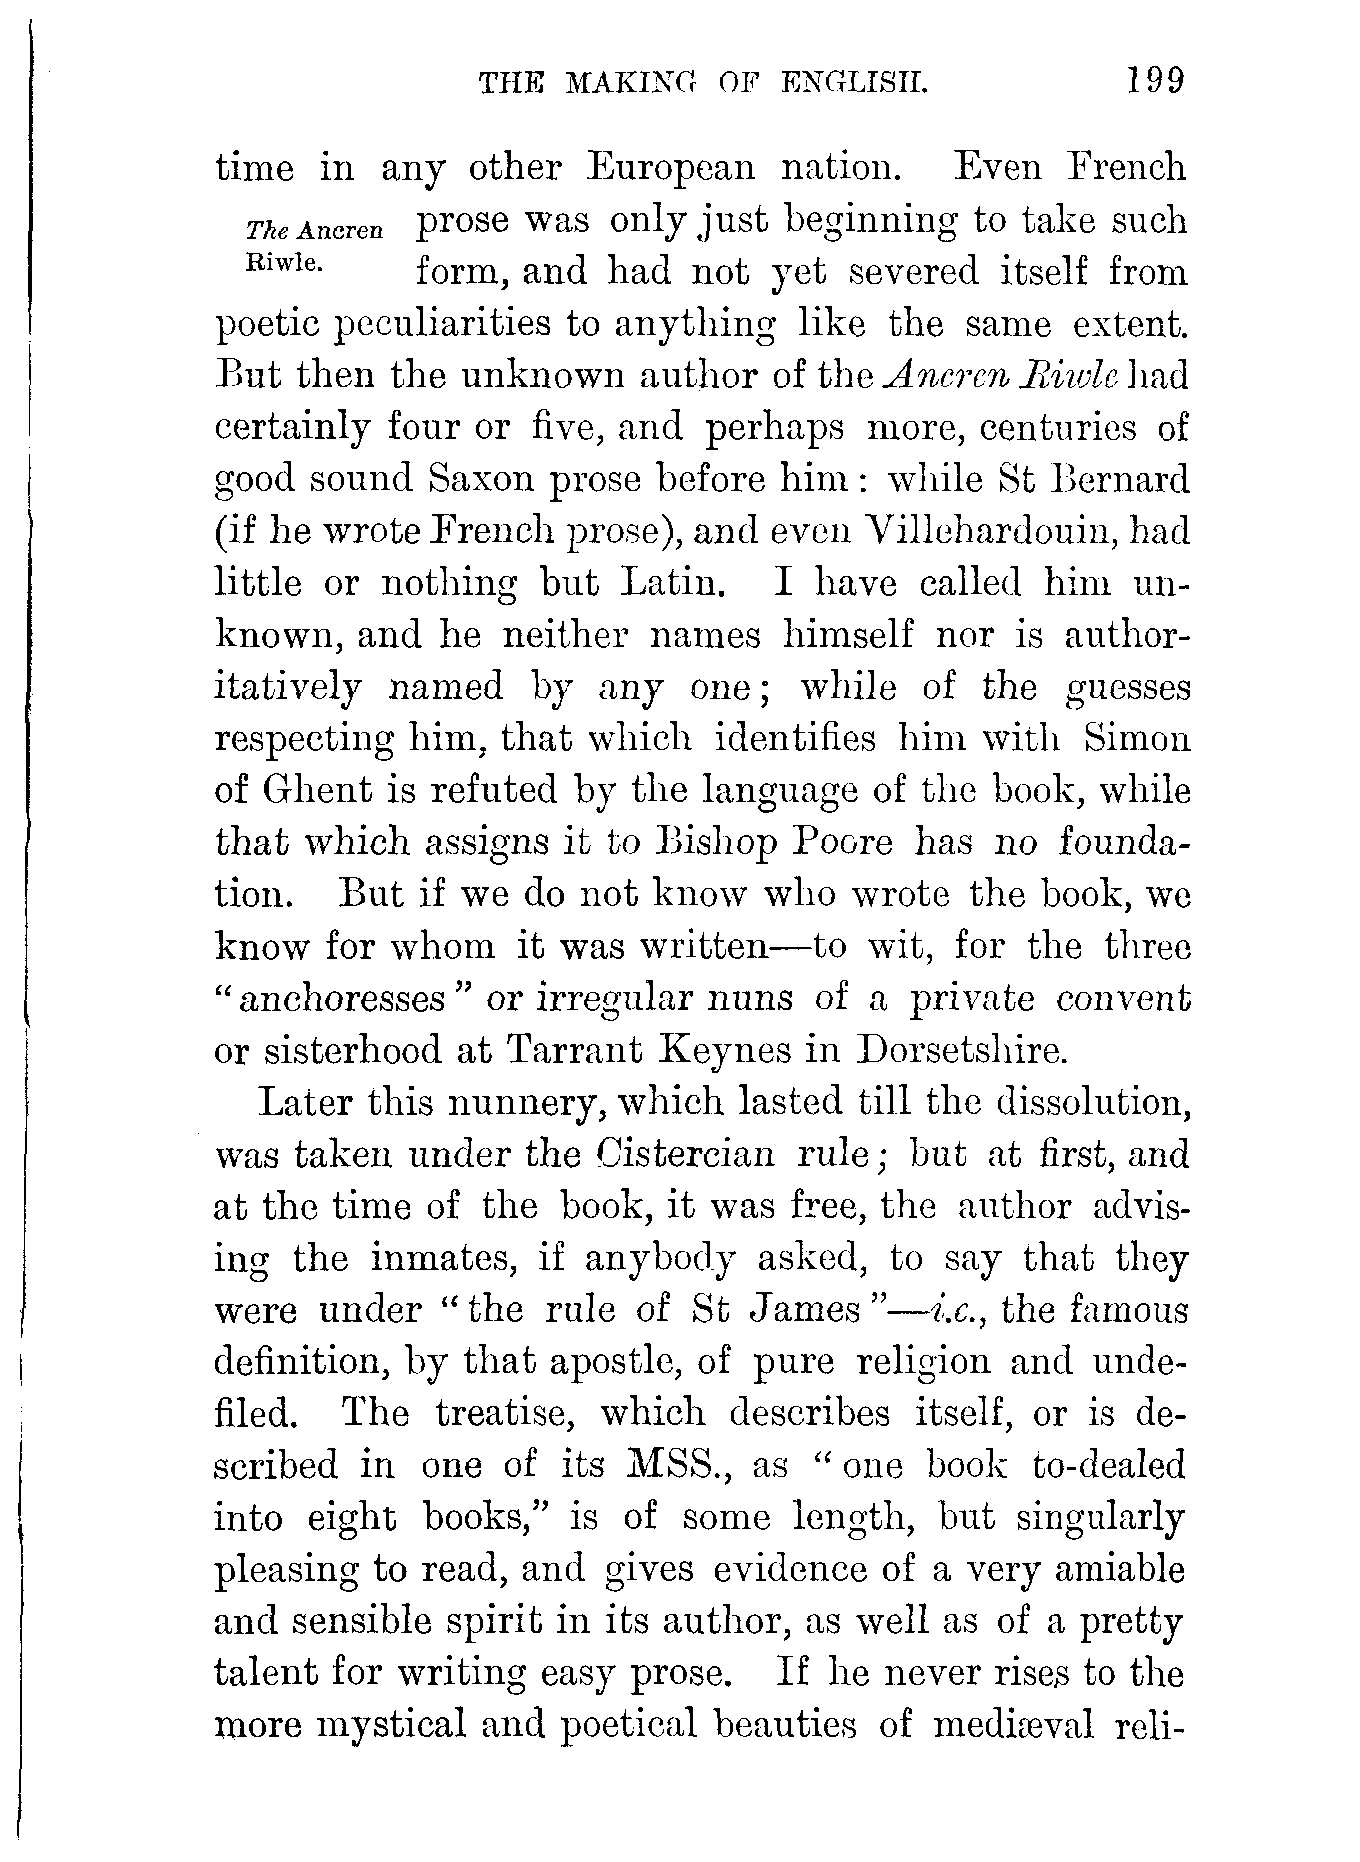 THE MAKING OF ENGLISH. 199
time in any other European nation. Even French
The Ancren
Riwle.
prose was only just beginning to take such
form, and had not yet severed itself from
poetic peculiarities to anything like the same extent.
But then the unknown author of the Ancren Riwle had
certainly four or five, and perhaps more, centuries of
good sound Saxon prose before him: while St Bernard
(if he wrote French prose), and even Villehardouin, had
little or nothing but Latin. I have called him un-
known, and he neither names himself nor is author-
itatively named by any one; while of the guesses
respecting him, that which identifies him with Simon
of Ghent is refuted by the language of the book, while
that which assigns it to Bishop Poore has no founda-
tion. But if we do not know who wrote the book, we
know for whom it was written—to wit, for the three
“anchoresses” or irregular nuns of a private convent
or sisterhood at Tarrant Keynes in Dorsetshire.
Later this nunnery, which lasted till the dissolution,
was taken under the Cistercian rule; but at first, and
at the time of the book, it was free, the author advis-
ing the inmates, if anybody asked, to say that they
were under “the rule of St James”—i.e., the famous
definition, by that apostle, of pure religion and unde-
filed. The treatise, which describes itself, or is de-
scribed in one of its MSS., as “one book to-dealed
into eight books,” is of some length, but singularly
pleasing to read, and gives evidence of a very amiable
and sensible spirit in its author, as well as of a pretty
talent for writing easy prose. If he never rises to the
more mystical and poetical beauties of mediæval reli-